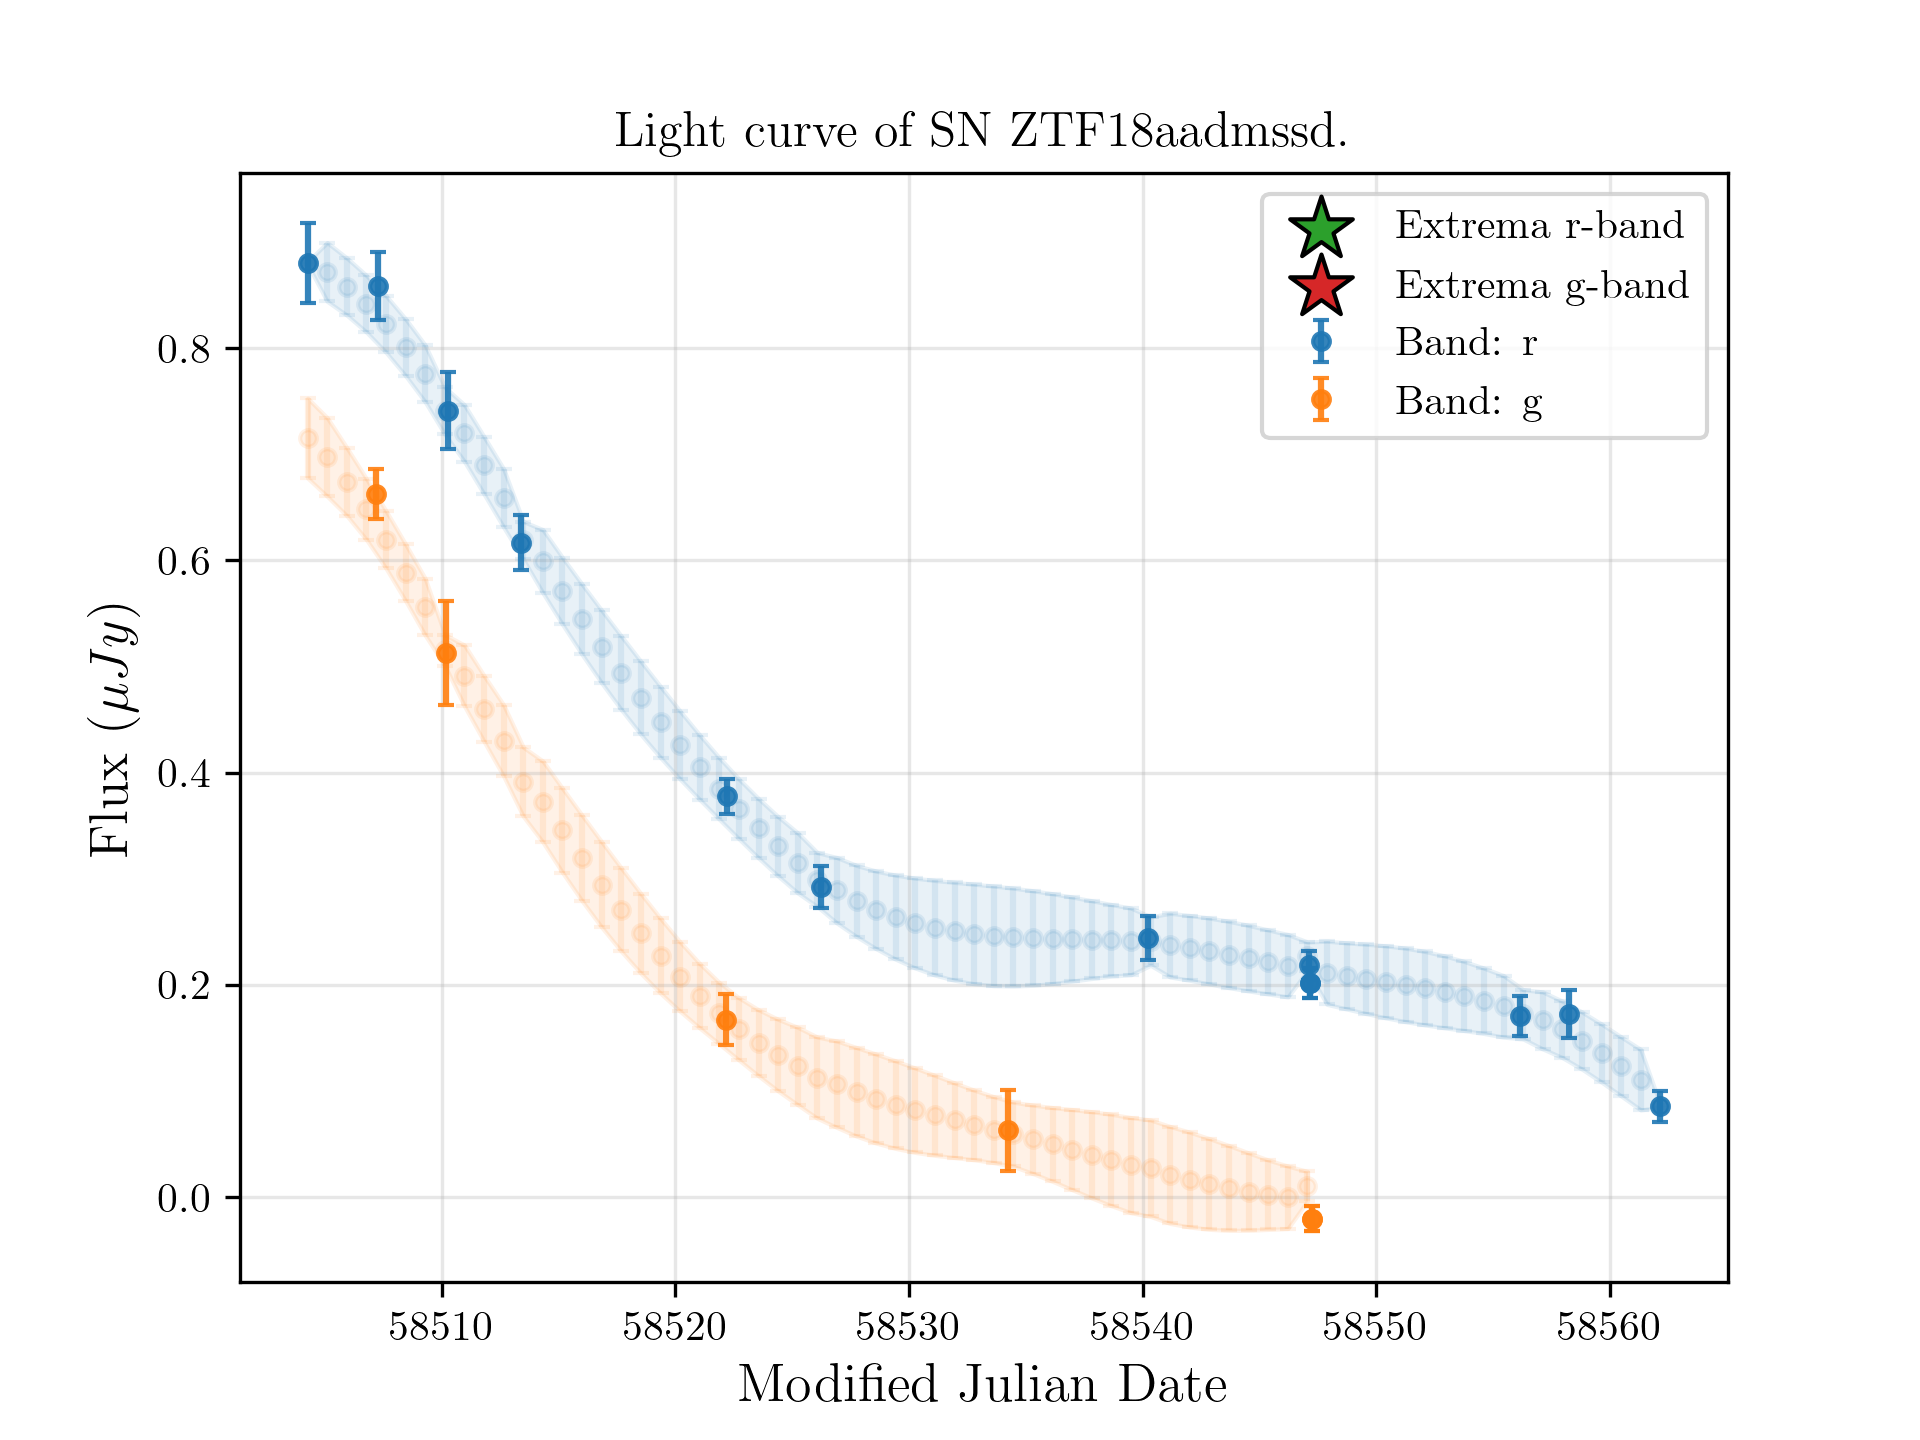 Light curve of SN ZTF18aadmssd.
Extrema r-band
Extrema g-band
Band: r
Band: g
Flux (μJy)
0.8
0.6
0.4
0.2
0.0
58510 58520 58530 58540 58550 58560
Modified Julian Date